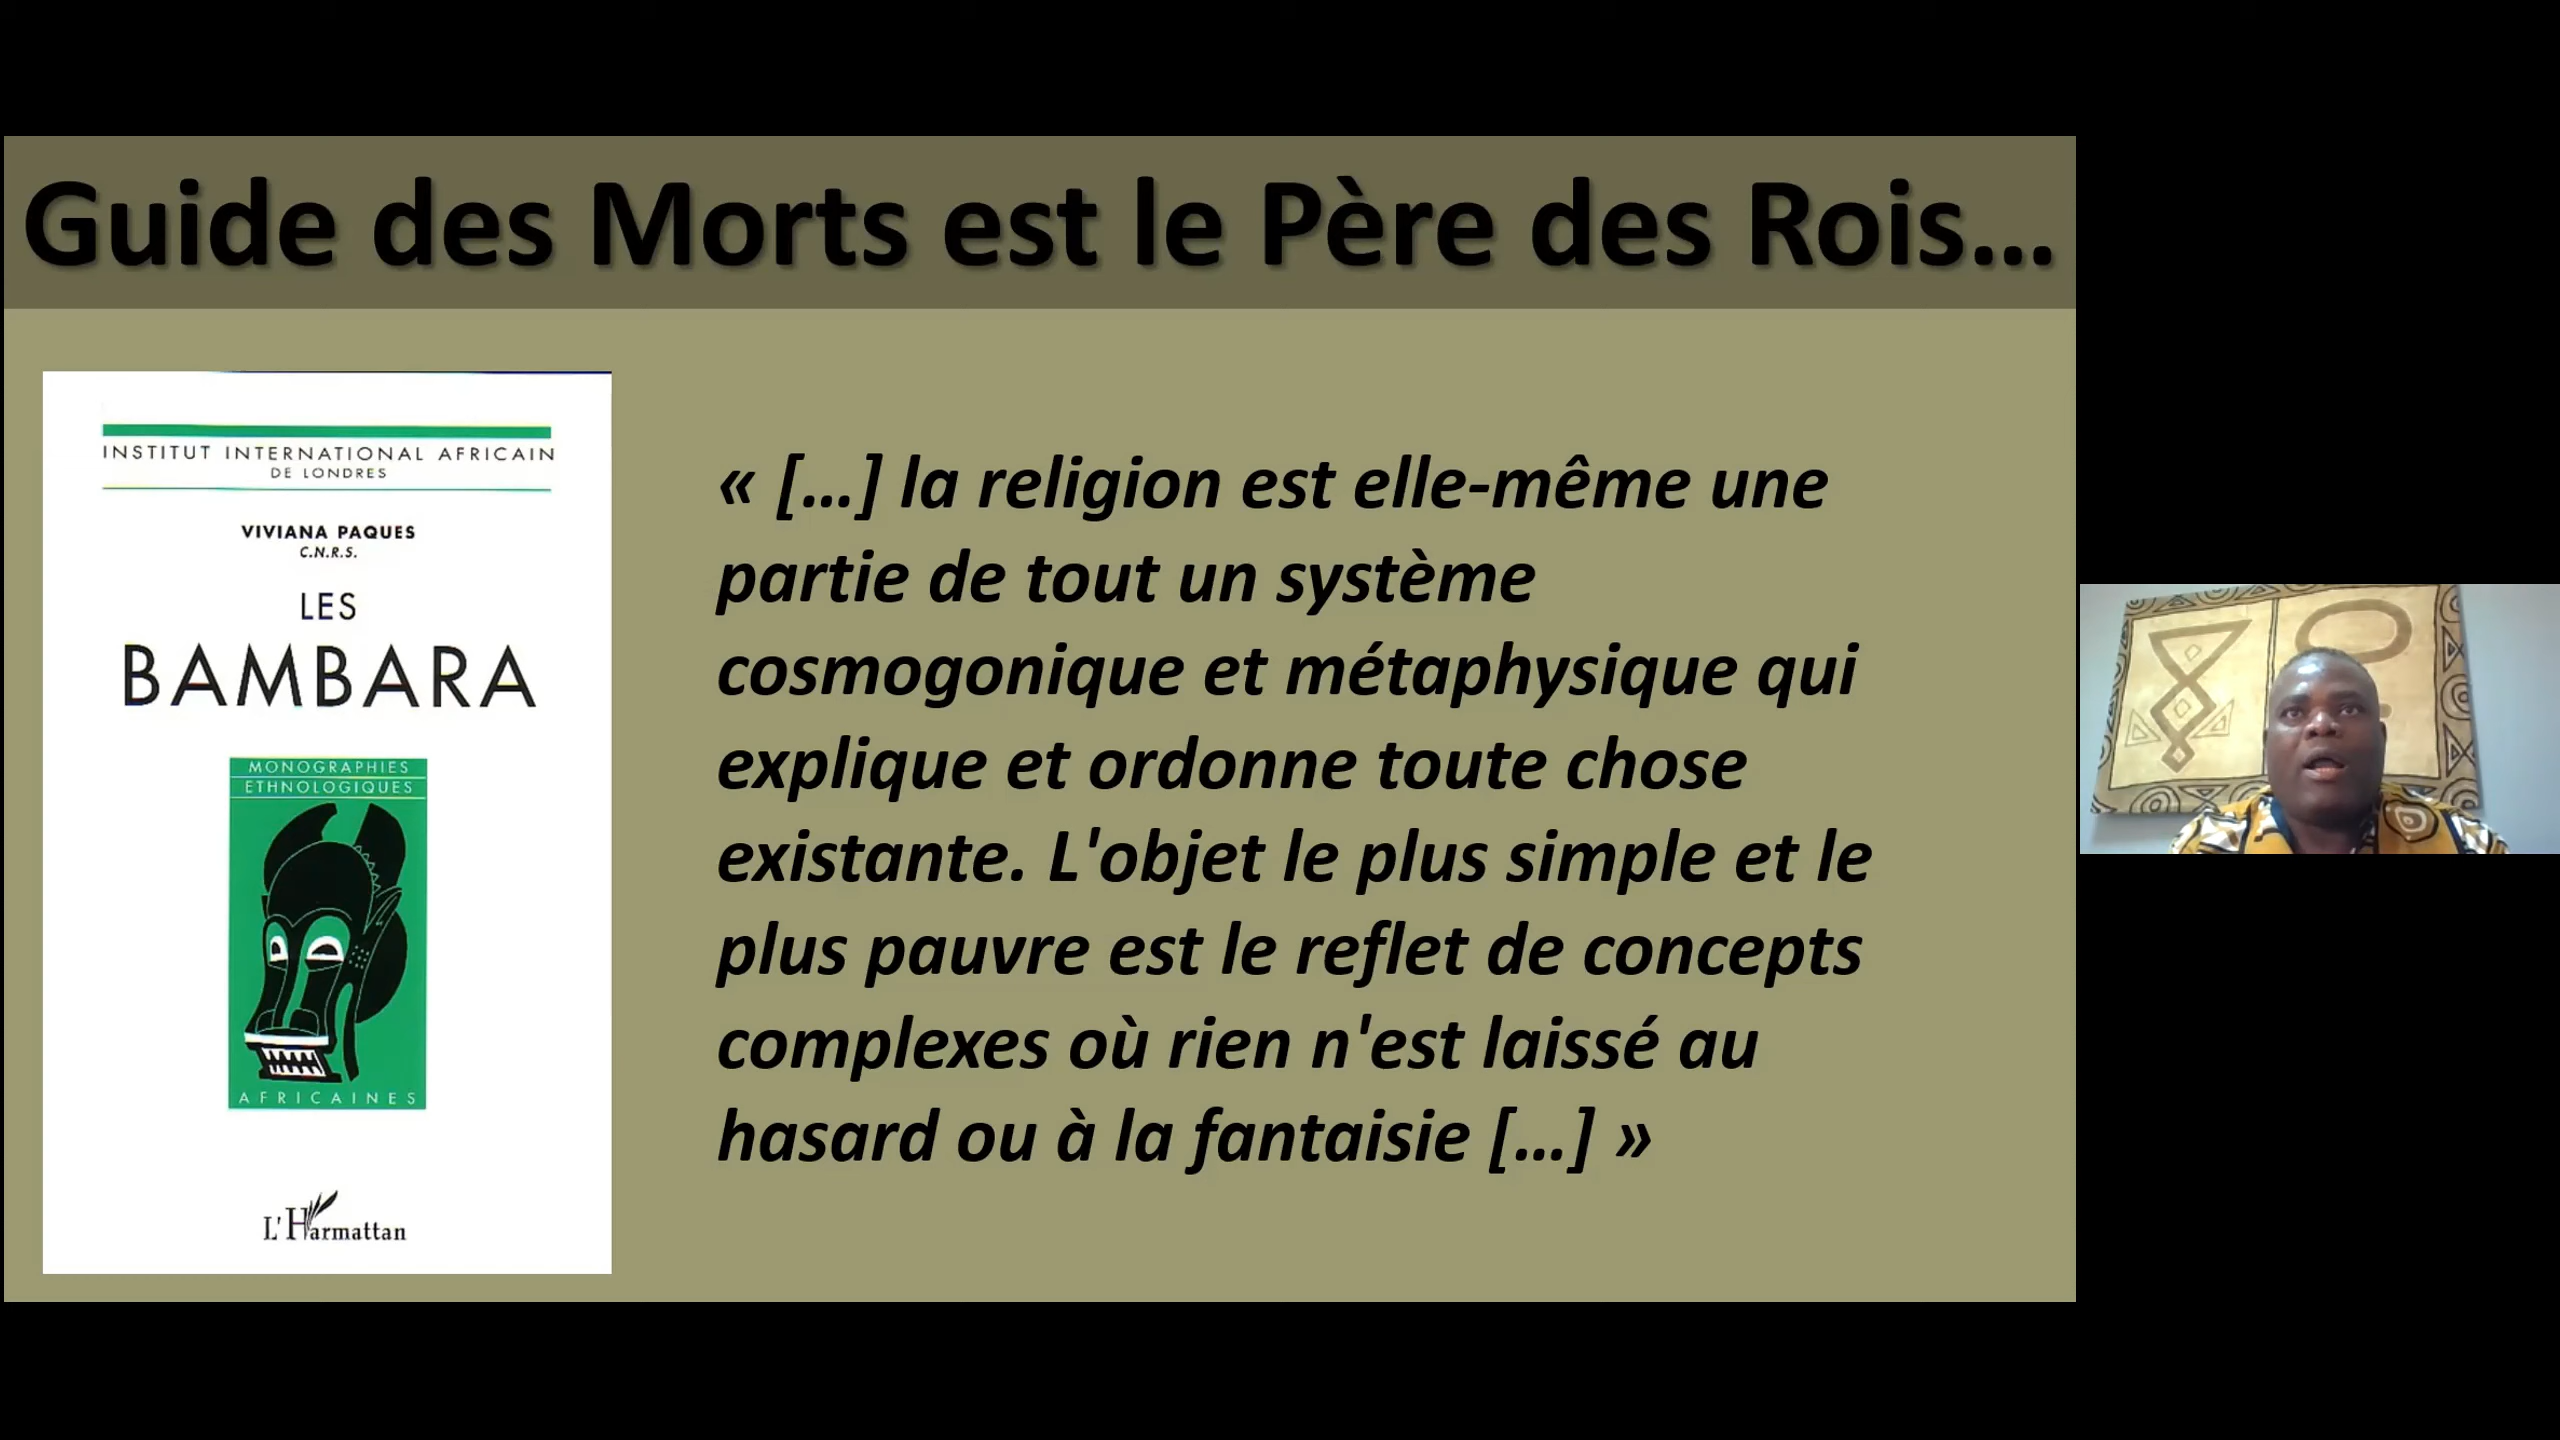 Guide des Morts est le Père des Rois...
INSTITUT INTERNATIONAL AFRICAIN
DE LONDRES
VIVIANA PAQUES
C.N.R.S.
LES
BAMBARA
MONOGRAPHIES
ETHNOLOGIQUES
AFRICAINES
L'Harmattan
« [...] la religion est elle-même une
partie de tout un système
cosmogonique et métaphysique qui
explique et ordonne toute chose
existante. L'objet le plus simple et le
plus pauvre est le reflet de concepts
complexes où rien n'est laissé au
hasard ou à la fantaisie [...] »